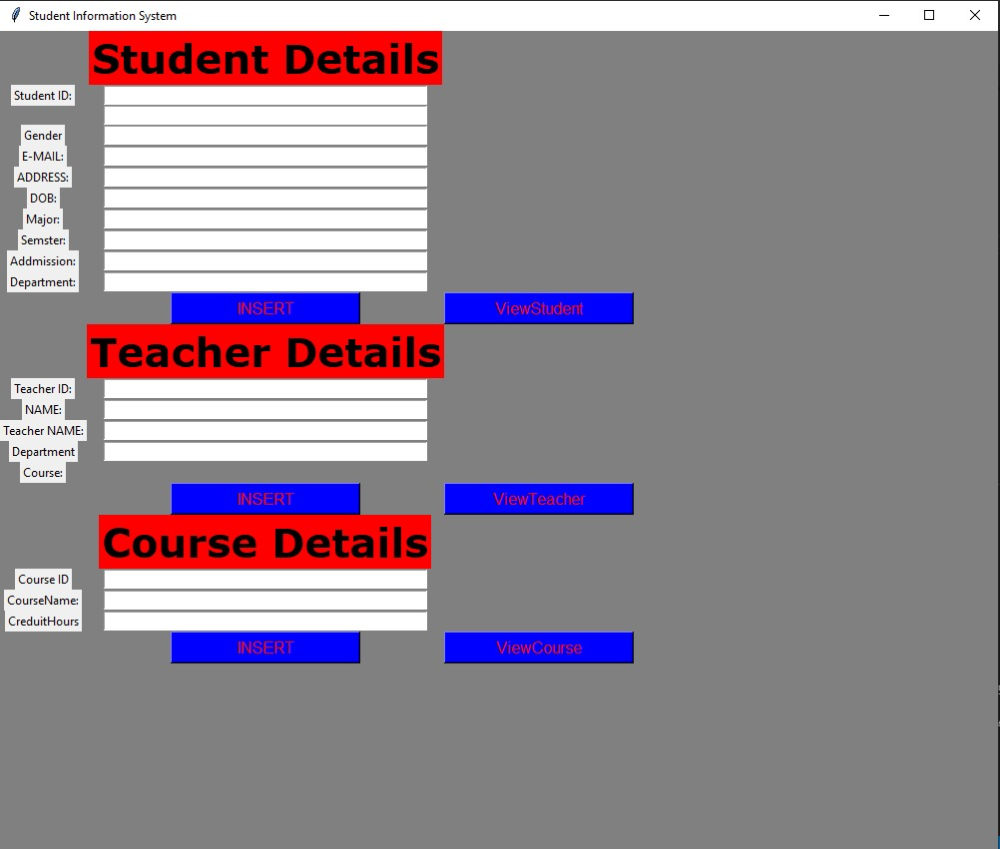 Student Information System
Student Details
Student ID:
Gender
E-MAIL:
ADDRESS:
DOB:
Major:
Semster:
Addmission:
Department:
INSERT ViewStudent
Teacher Details
Teacher ID:
NAME:
Teacher NAME:
Department
Course:
INSERT ViewTeacher
Course Details
Course ID
CourseName:
CreduitHours
INSERT ViewCourse